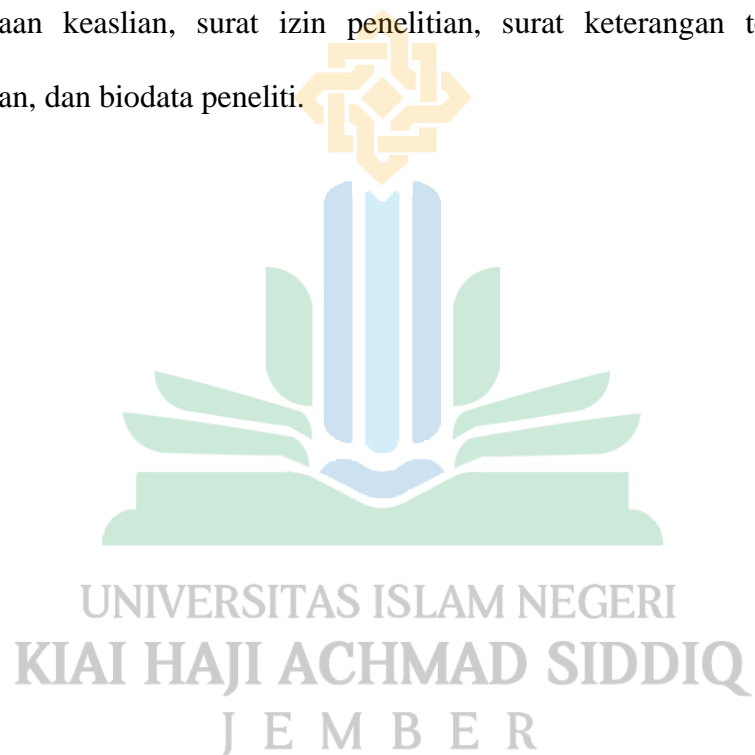 aan keaslian, surat izin penelitian, surat keterangan
an, dan biodata peneliti.
UNIVERSITAS ISLAM NEGERI
KIAI HAJI ACHMAD SIDDIQ
J E M B E R